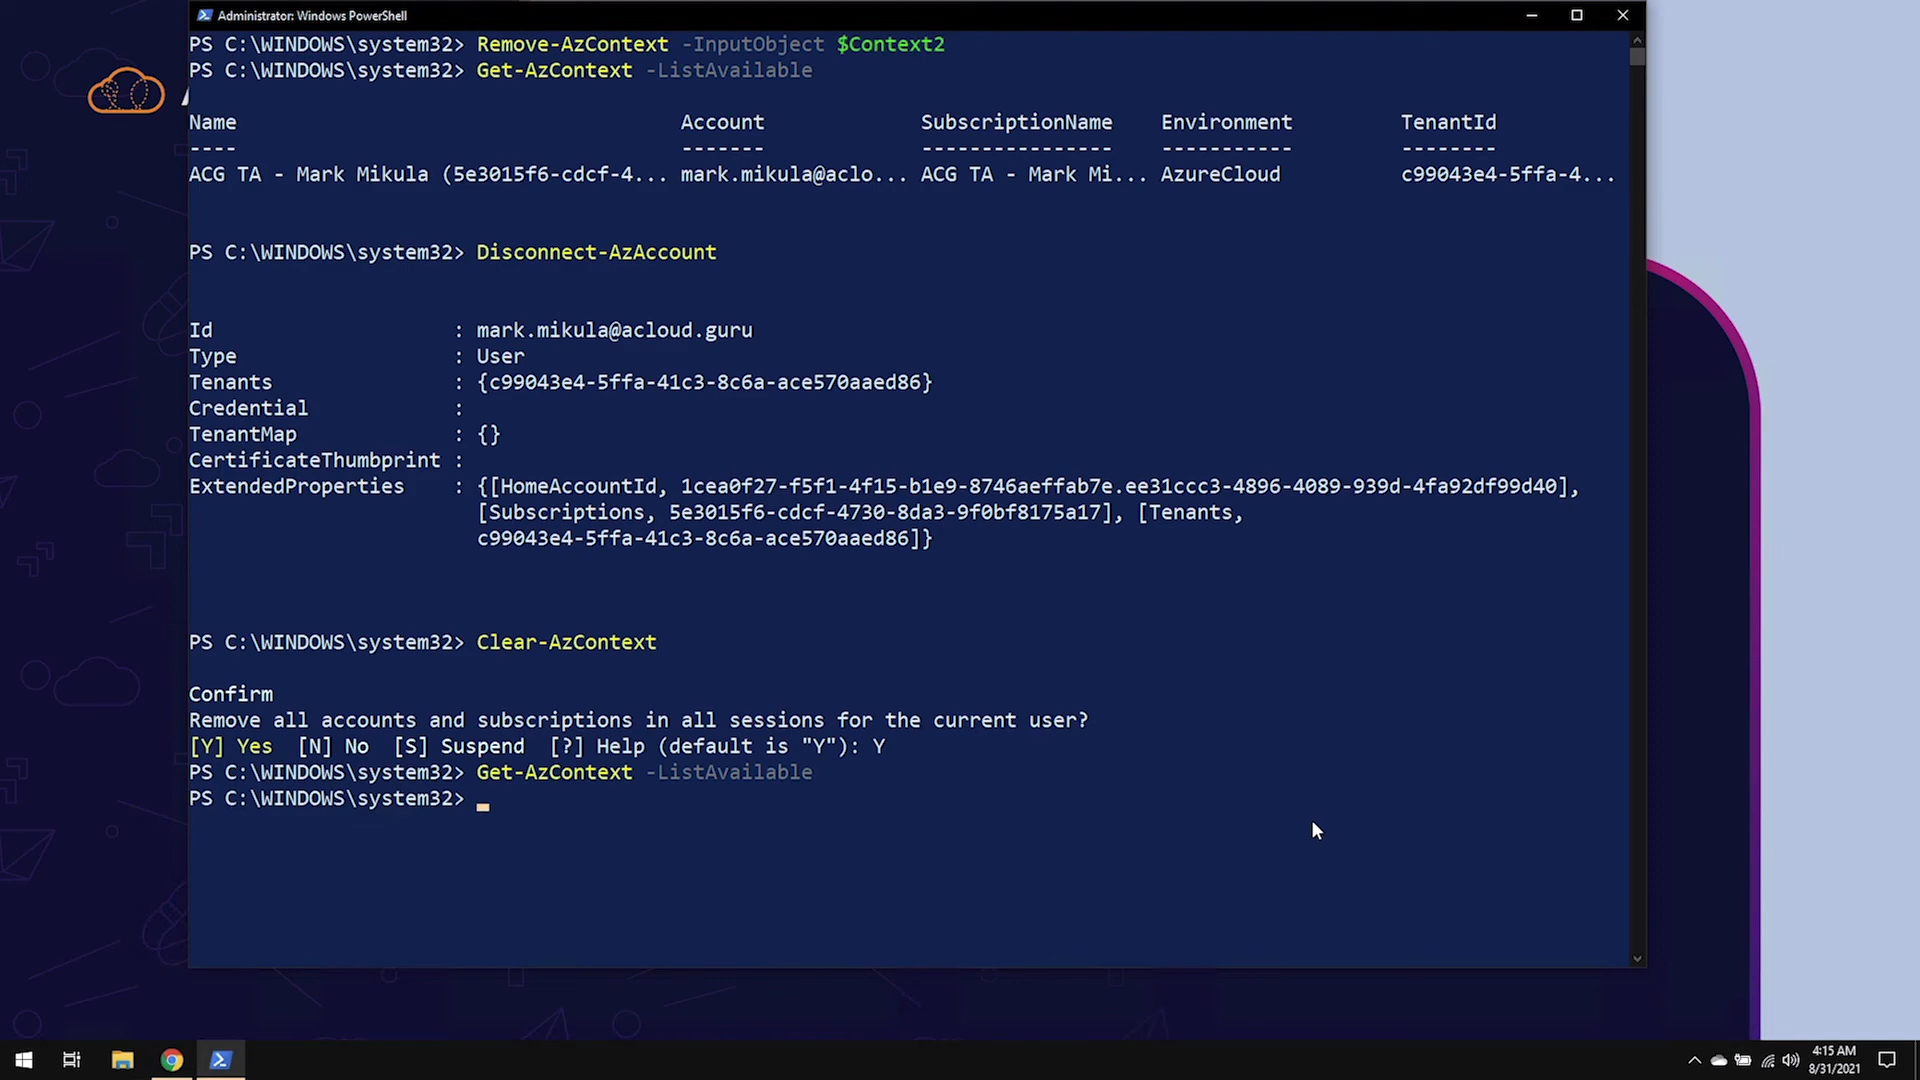 Administrator: Windows PowerShell
PS C:\WINDOWS\system32> Remove-AzContext -InputObject $Context2
PS C:\WINDOWS\system32> Get-AzContext -ListAvailable
Name Account SubscriptionName Environment TenantId
---- ------- ---------------- ----------- --------
ACG TA - Mark Mikula (5e3015f6-cdcf-4... mark.mikula@aclo... ACG TA - Mark Mi... AzureCloud c99043e4-5ffa-4...
PS C:\WINDOWS\system32> Disconnect-AzAccount
Id : mark.mikula@acloud.guru
Type : User
Tenants : {c99043e4-5ffa-41c3-8c6a-ace570aaed86}
Credential :
TenantMap : {}
CertificateThumbprint :
ExtendedProperties : {[HomeAccountId, 1cea0f27-f5f1-4f15-b1e9-8746aeffab7e.ee31ccc3-4896-4089-939d-4fa92df99d40],
[Subscriptions, 5e3015f6-cdcf-4730-8da3-9f0bf8175a17], [Tenants,
c99043e4-5ffa-41c3-8c6a-ace570aaed86]}
PS C:\WINDOWS\system32> Clear-AzContext
Confirm
Remove all accounts and subscriptions in all sessions for the current user?
[Y] Yes [N] No [S] Suspend [?] Help (default is "Y"): Y
PS C:\WINDOWS\system32> Get-AzContext -ListAvailable
PS C:\WINDOWS\system32>
4:15 AM
8/31/2021